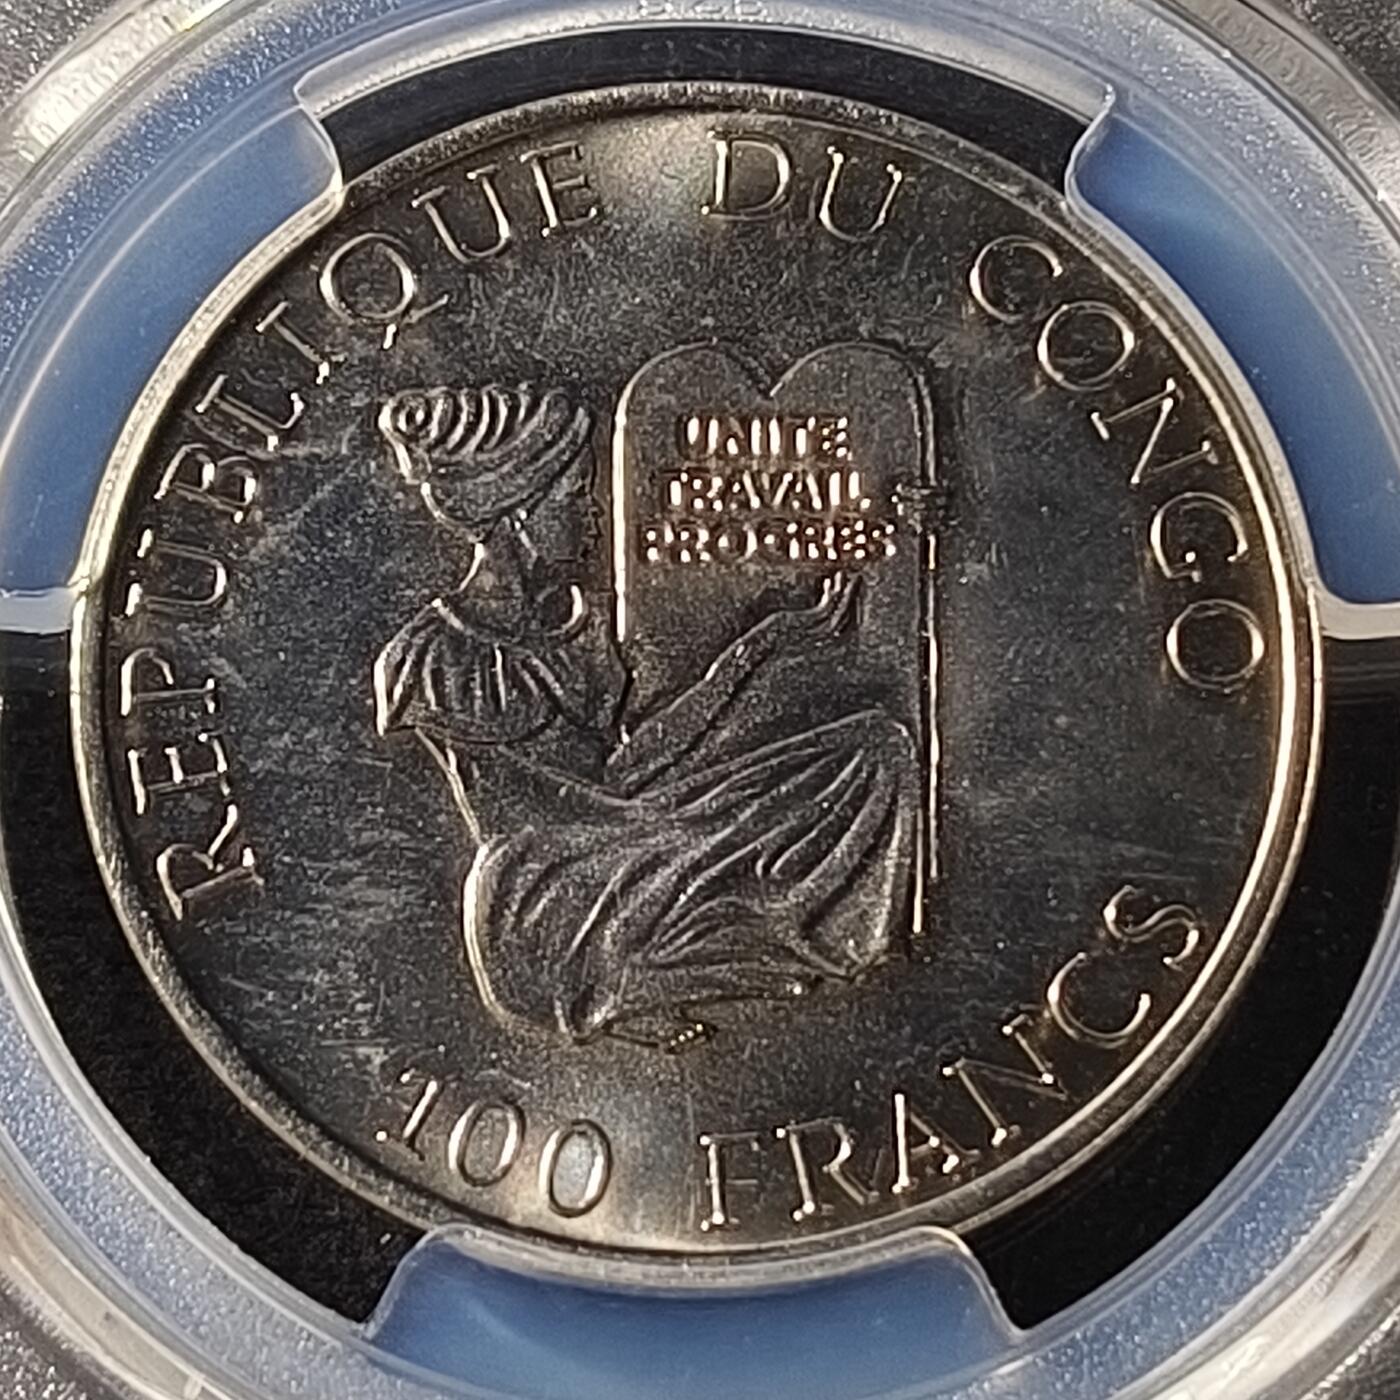 REPUBLIQUE DU CONGO
UNITE
TRAVAIL
PROGRES
100 FRANCS